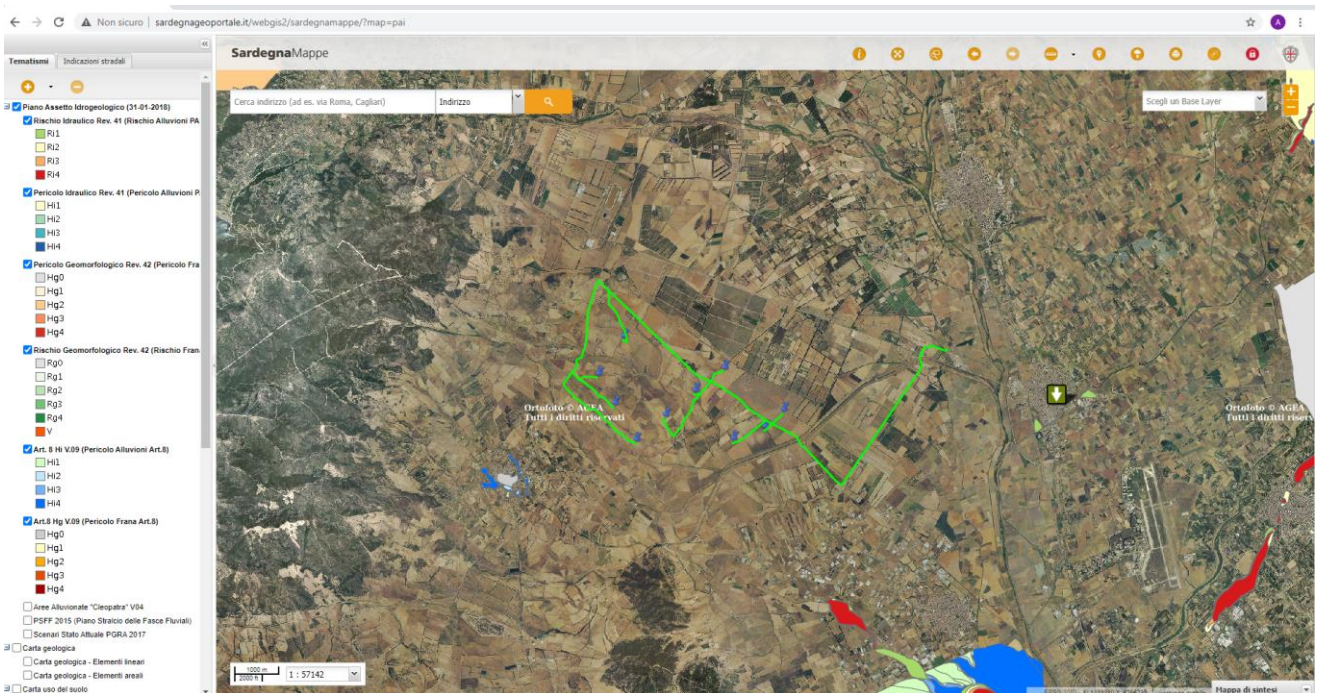 Non sicuro | sardegnageoportale.it/webgis2/sardegnamappe/?map=pai
A
Tematismi
Indicazioni stradali
SardegnaMappe
Piano Assetto Idrogeologico (31-01-2018)
Rischio Idraulico Rev. 41 (Rischio Alluvioni PA
Ri1
Ri2
Ri3
Ri4
Pericolo Idraulico Rev. 41 (Pericolo Alluvioni P
Hi1
Hi2
Hi3
Hi4
Pericolo Geomorfologico Rev. 42 (Pericolo Fra
Hg0
Hg1
Hg2
Hg3
Hg4
Rischio Geomorfologico Rev. 42 (Rischio Fran
Rg0
Rg1
Rg2
Rg3
Rg4
V
Art. 8 Hi V.09 (Pericolo Alluvioni Art.8)
Hi1
Hi2
Hi3
Hi4
Art.8 Hg V.09 (Pericolo Frana Art.8)
Hg0
Hg1
Hg2
Hg3
Hg4
Aree Alluvionate "Cleopatra" V04
PSFF 2015 (Piano Stralcio delle Fasce Fluviali)
Scenari Stato Attuale PGRA 2017
Carta geologica
Carta geologica - Elementi lineari
Carta geologica - Elementi areali
Carta uso del suolo
Cerca indirizzo (ad es. via Roma, Cagliari)
Indirizzo
Scegli un Base Layer
Ortofoto © AGEA
Tutti i diritti riservati
Ortofoto © AGEA
Tutti i diritti riserv
1000 m
2000 ft
1 : 57142
Mappa di sintesi